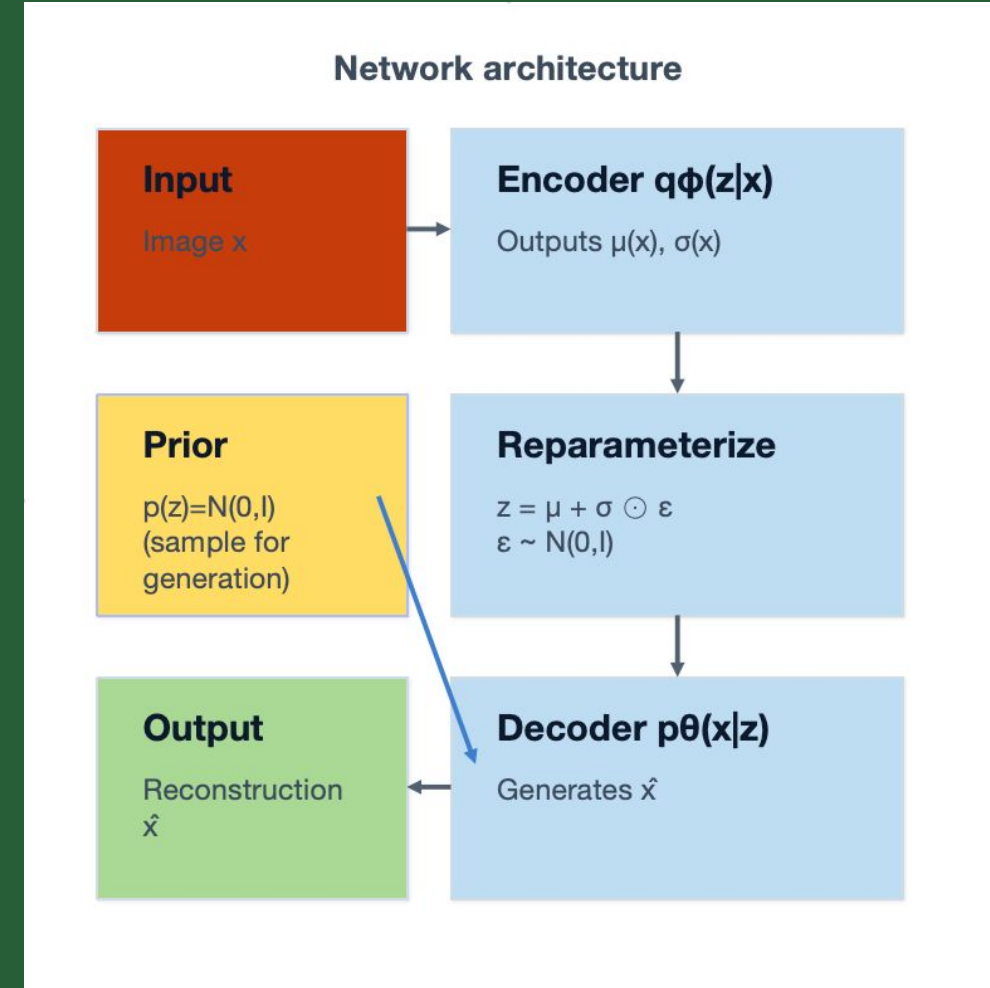 Network architecture
Input
Image x
Encoder qϕ(z|x)
Outputs μ(x), σ(x)
Prior
p(z)=N(0,I)
(sample for
generation)
Reparameterize
z = μ + σ ⊙ ε
ε ~ N(0,I)
Output
Reconstruction
x̂
Decoder pθ(x|z)
Generates x̂